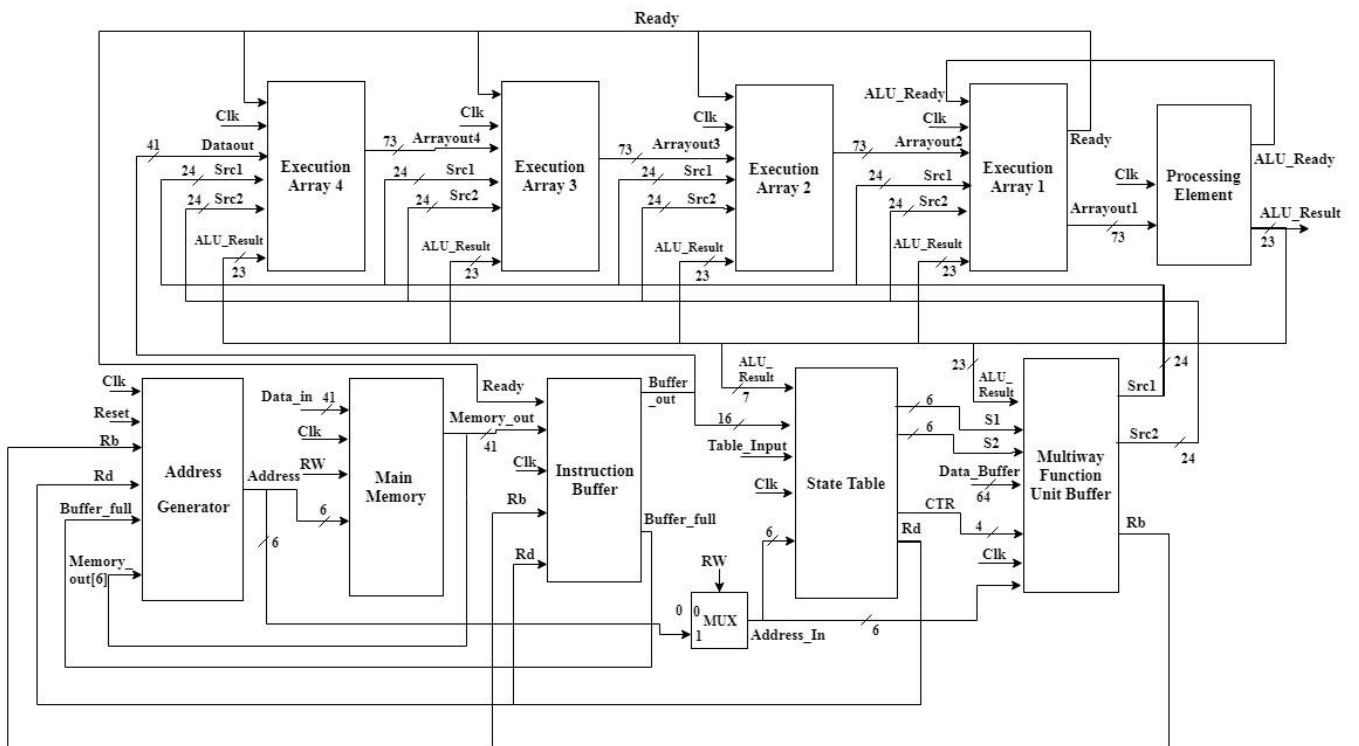 Ready
Execution
Array 4
Clk
41
Dataout
24
Src1
24
Src2
ALU_Result
23
73
Arrayout4
Execution
Array 3
Clk
24
Src1
24
Src2
ALU_Result
23
73
Arrayout3
Execution
Array 2
Clk
24
Src1
24
Src2
ALU_Result
23
73
Arrayout2
Execution
Array 1
ALU_Ready
Clk
24
Src1
24
Src2
ALU_Result
23
Ready
Arrayout1
73
Clk
Processing
Element
ALU_Ready
ALU_Result
23
Clk
Reset
Rb
Rd
Buffer_full
Memory_
out[6]
Address
Generator
Address
6
6
Data_in
41
Clk
RW
Main
Memory
Memory_out
41
Ready
Clk
Rb
Rd
Instruction
Buffer
Buffer
_out
Buffer_full
16
ALU_
Result
7
Table_Input
Clk
6
State Table
6
S1
6
S2
CTR
4
Rd
RW
0
0
MUX
1
Address_In
6
23
ALU_
Result
Data_Buffer
64
Clk
Multiway
Function
Unit Buffer
24
Src1
Src2
24
Rb